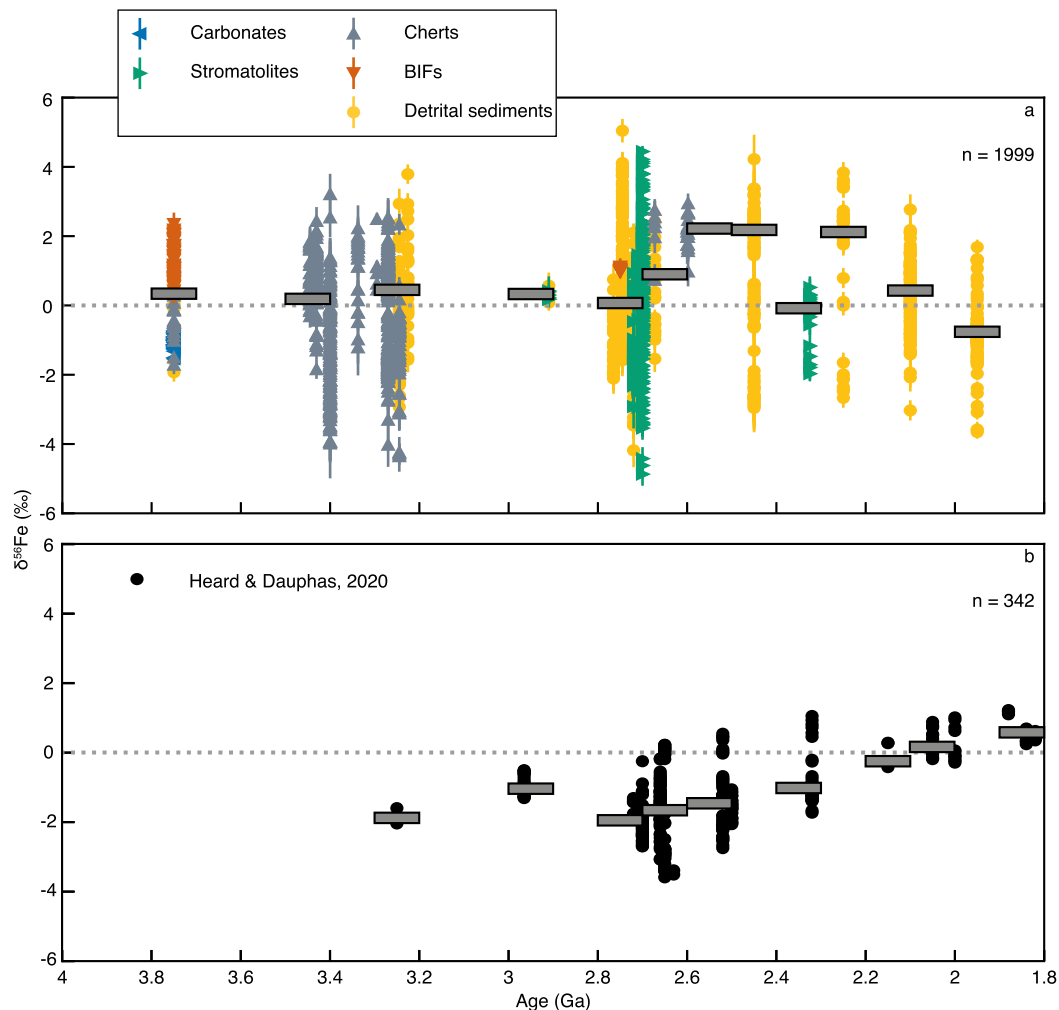 Carbonates
Cherts
Stromatolites
BIFs
Detrital sediments
a
n = 1999
6
4
2
0
-2
-4
-6
δ⁵⁶Fe (‰)
b
Heard & Dauphas, 2020
n = 342
6
4
2
0
-2
-4
-6
4 3.8 3.6 3.4 3.2 3 2.8 2.6 2.4 2.2 2 1.8
Age (Ga)